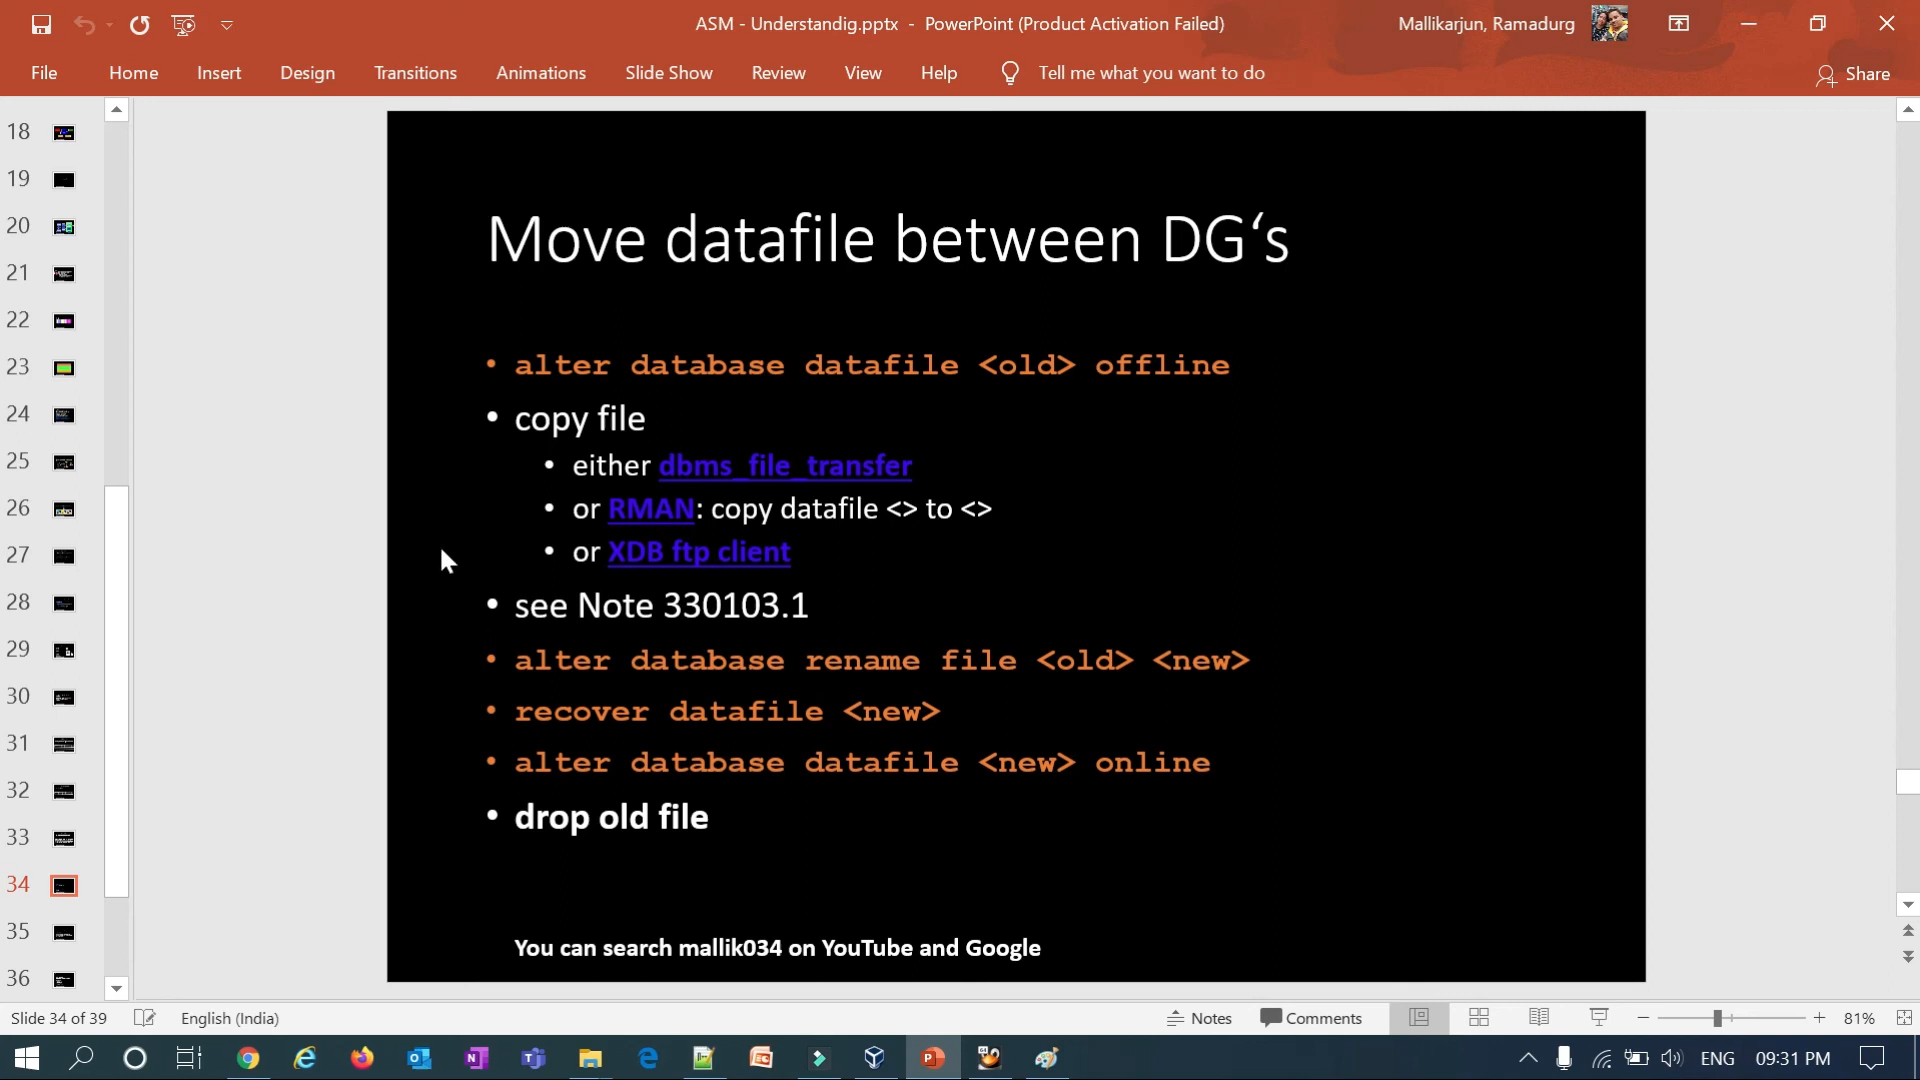 ASM - Understandig.pptx - PowerPoint (Product Activation Failed)
Mallikarjun, Ramadurg
File Home Insert Design Transitions Animations Slide Show Review View Help Tell me what you want to do Share
18
19
20
21
22
23
24
25
26
27
28
29
30
31
32
33
34
35
36
Move datafile between DG‘s
• alter database datafile <old> offline
• copy file
• either dbms_file_transfer
• or RMAN: copy datafile <> to <>
• or XDB ftp client
• see Note 330103.1
• alter database rename file <old> <new>
• recover datafile <new>
• alter database datafile <new> online
• drop old file
You can search mallik034 on YouTube and Google
Slide 34 of 39 English (India) Notes Comments 81%
ENG 09:31 PM